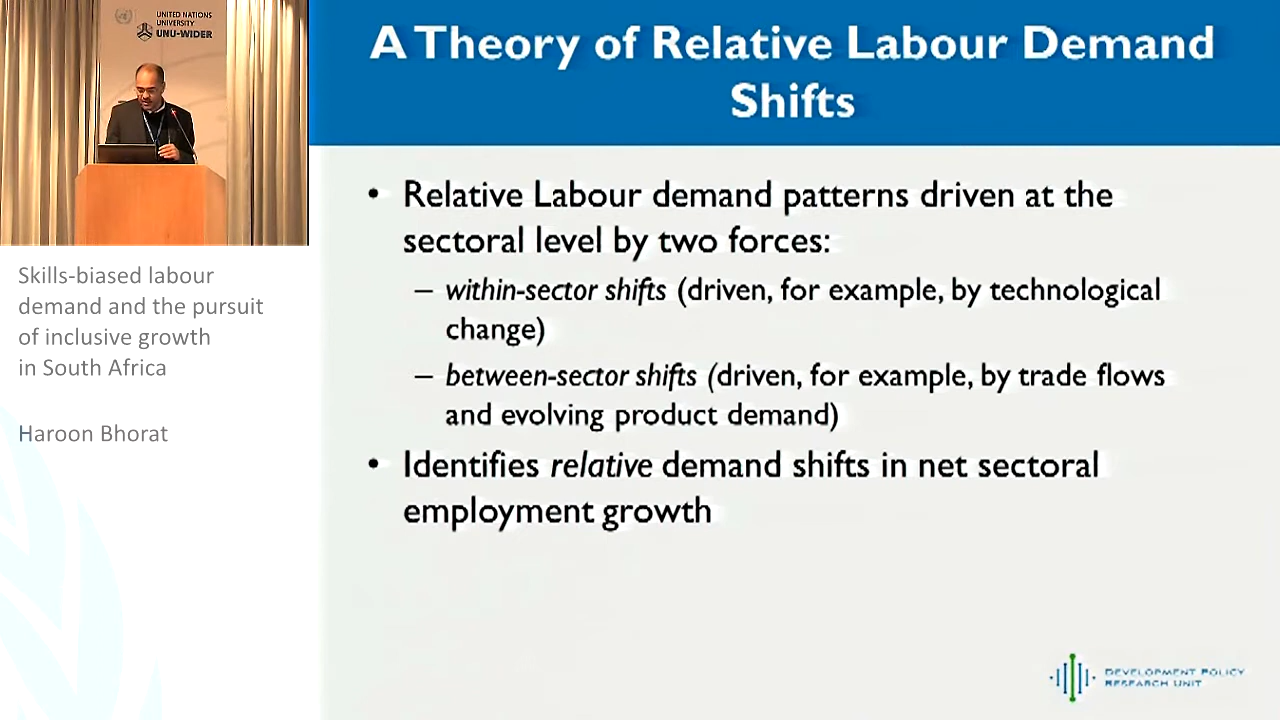 UNITED NATIONS
UNIVERSITY
UNU-WIDER
Skills-biased labour
demand and the pursuit
of inclusive growth
in South Africa
Haroon Bhorat
A Theory of Relative Labour Demand
Shifts
• Relative Labour demand patterns driven at the
sectoral level by two forces:
– within-sector shifts (driven, for example, by technological
change)
– between-sector shifts (driven, for example, by trade flows
and evolving product demand)
• Identifies relative demand shifts in net sectoral
employment growth
DEVELOPMENT POLICY
RESEARCH UNIT